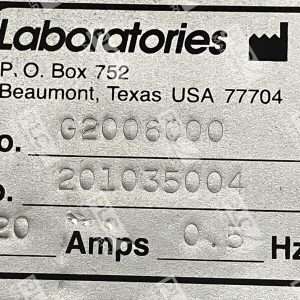 Laboratories
P. O. Box 752
Beaumont, Texas USA 77704
o. G2006000
o. 201035004
20 Amps 0.5 Hz